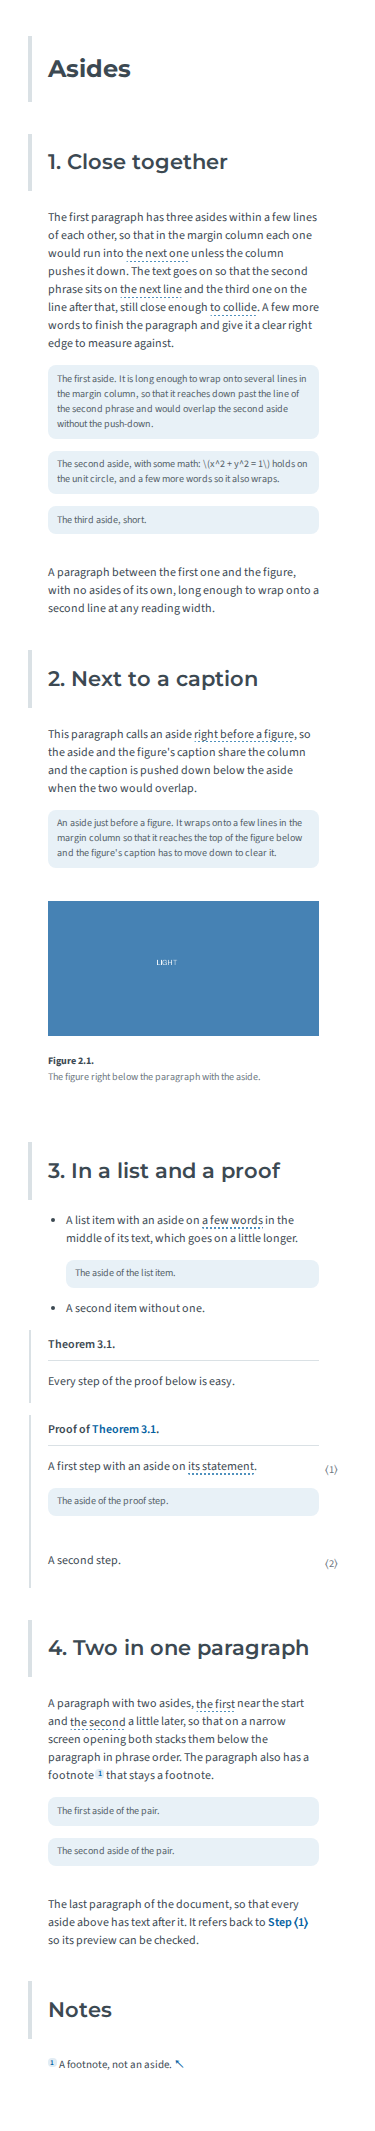 Asides
1. Close together
The first paragraph has three asides within a few lines
of each other, so that in the margin column each one
would run into the next one unless the column
pushes it down. The text goes on so that the second
phrase sits on the next line and the third one on the
line after that, still close enough to collide. A few more
words to finish the paragraph and give it a clear right
edge to measure against.
The first aside. It is long enough to wrap onto several lines in
the margin column, so that it reaches down past the line of
the second phrase and would overlap the second aside
without the push-down.
The second aside, with some math: \(x^2 + y^2 = 1\) holds on
the unit circle, and a few more words so it also wraps.
The third aside, short.
A paragraph between the first one and the figure,
with no asides of its own, long enough to wrap onto a
second line at any reading width.
2. Next to a caption
This paragraph calls an aside right before a figure, so
the aside and the figure's caption share the column
and the caption is pushed down below the aside
when the two would overlap.
An aside just before a figure. It wraps onto a few lines in the
margin column so that it reaches the top of the figure below
and the figure's caption has to move down to clear it.
LIGHT
Figure 2.1.
The figure right below the paragraph with the aside.
3. In a list and a proof
• A list item with an aside on a few words in the
middle of its text, which goes on a little longer.
The aside of the list item.
• A second item without one.
Theorem 3.1.
Every step of the proof below is easy.
Proof of Theorem 3.1.
A first step with an aside on its statement. ⟨1⟩
The aside of the proof step.
A second step. ⟨2⟩
4. Two in one paragraph
A paragraph with two asides, the first near the start
and the second a little later, so that on a narrow
screen opening both stacks them below the
paragraph in phrase order. The paragraph also has a
footnote 1 that stays a footnote.
The first aside of the pair.
The second aside of the pair.
The last paragraph of the document, so that every
aside above has text after it. It refers back to Step ⟨1⟩
so its preview can be checked.
Notes
1 A footnote, not an aside. ↖